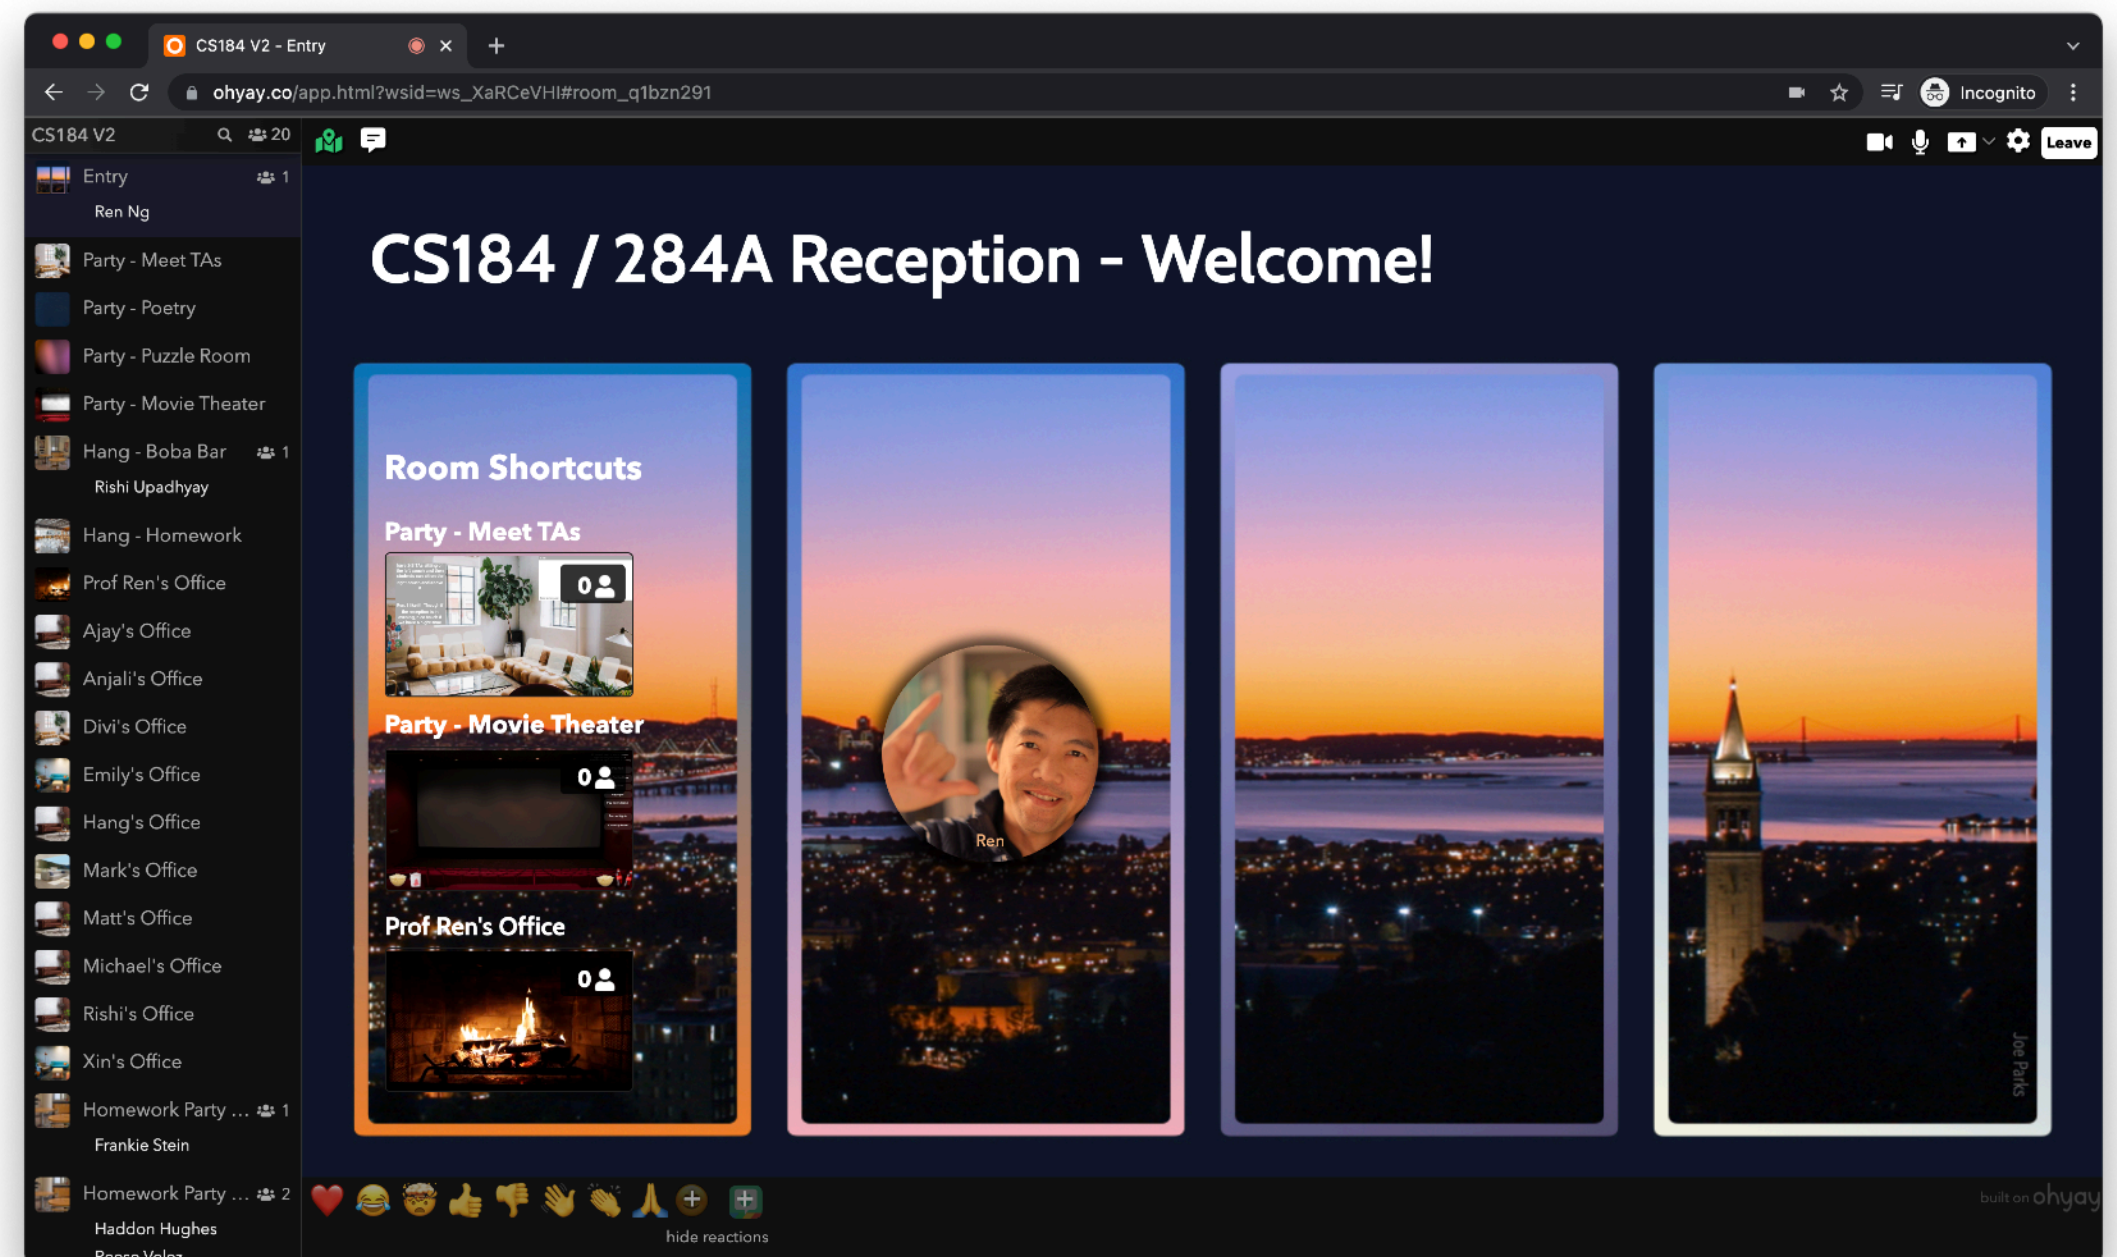 CS184 V2 - Entry
ohyay.co/app.html?wsid=ws_XaRCeVHI#room_q1bzn291
Incognito
CS184 V2
20
Leave
Entry
1
Ren Ng
Party - Meet TAs
Party - Poetry
Party - Puzzle Room
Party - Movie Theater
Hang - Boba Bar
1
Rishi Upadhyay
Hang - Homework
Prof Ren's Office
Ajay's Office
Anjali's Office
Divi's Office
Emily's Office
Hang's Office
Mark's Office
Matt's Office
Michael's Office
Rishi's Office
Xin's Office
Homework Party ...
1
Frankie Stein
Homework Party ...
2
Haddon Hughes
CS184 / 284A Reception - Welcome!
Room Shortcuts
Party - Meet TAs
0
Party - Movie Theater
0
Prof Ren's Office
0
Ren
Joe Parks
hide reactions
built on ohyay